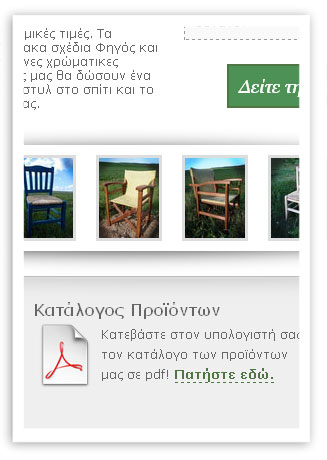 μικές τιμές. Τα
ακα σχέδια Φηγός και
νες χρώματικες
ς μας θα δώσουν ένα
στυλ στο σπίτι και το
ας.
Δείτε τη
Κατάλογος Προϊόντων
Κατεβάστε στον υπολογιστή σας
τον κατάλογο των προϊόντων
μας σε pdf! Πατήστε εδώ.